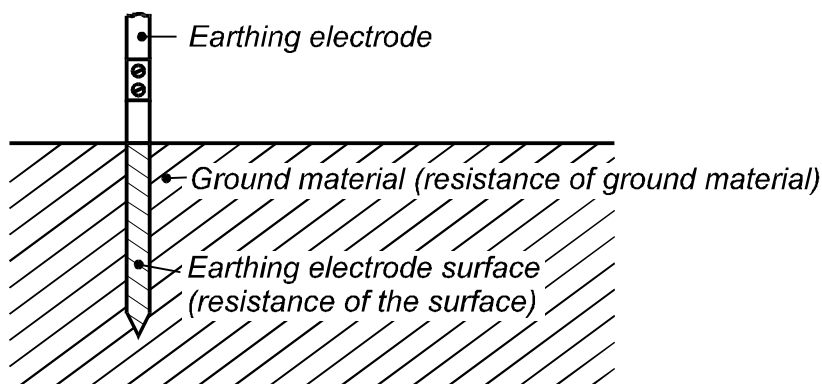 Earthing electrode
Ground material (resistance of ground material)
Earthing electrode surface
(resistance of the surface)